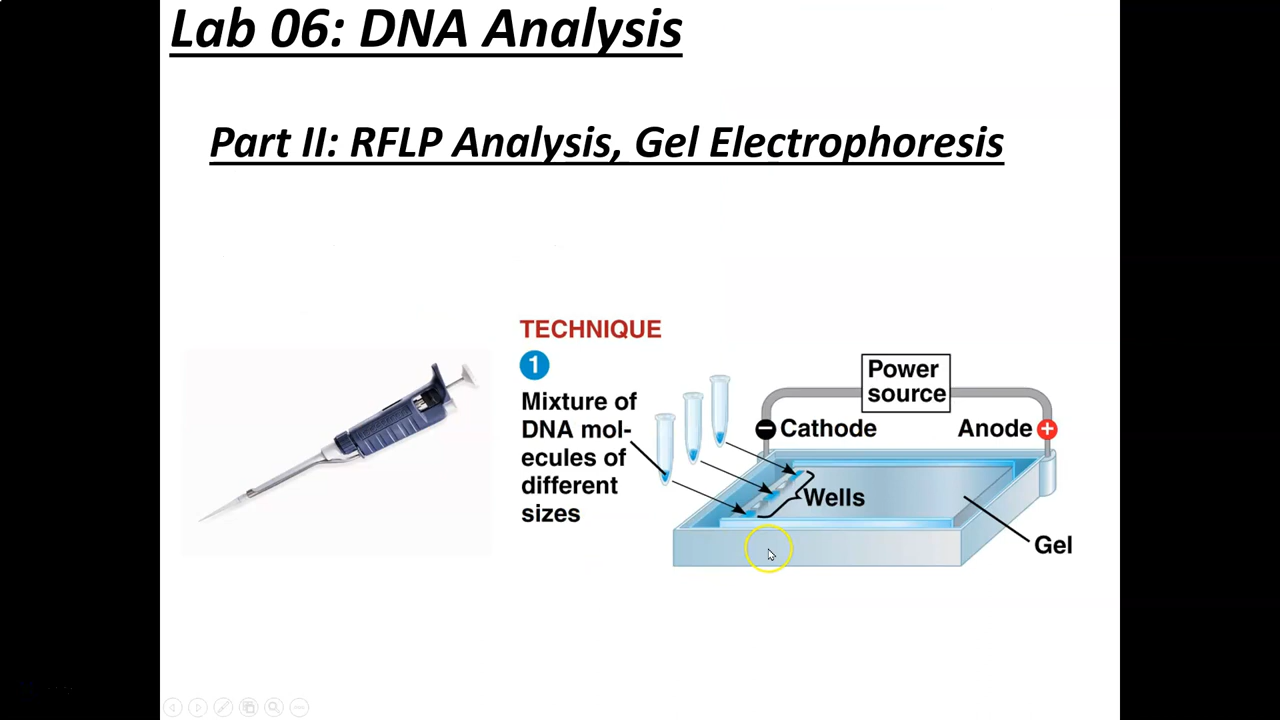 Lab 06: DNA Analysis
Part II: RFLP Analysis, Gel Electrophoresis
TECHNIQUE
1
Mixture of
DNA mol-
ecules of
different
sizes
Power
source
Cathode
Anode
Wells
Gel